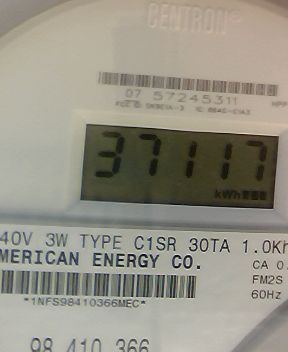 CENTRON®
07 57245311
37117
kWh
40V 3W TYPE C1SR 30TA 1.0Kh
MERICAN ENERGY CO.
CA 0.
FM2S
60Hz
*1NFS98410366MEC*
98 410 366